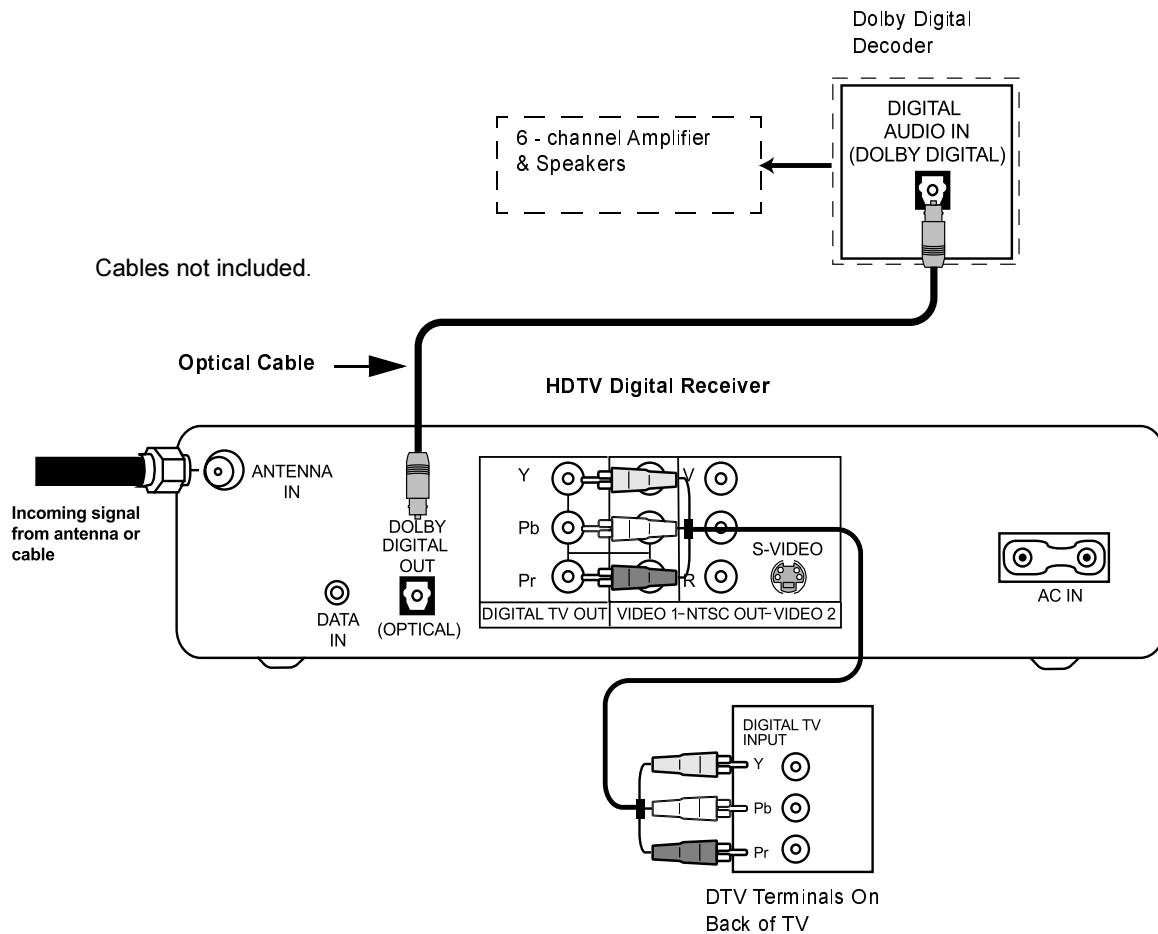 Dolby Digital
Decoder
DIGITAL
AUDIO IN
(DOLBY DIGITAL)
6 - channel Amplifier
& Speakers
Cables not included.
Optical Cable
HDTV Digital Receiver
Incoming signal
from antenna or
cable
ANTENNA
IN
DATA
IN
DOLBY
DIGITAL
OUT
(OPTICAL)
Y
Pb
Pr
V
R
S-VIDEO
DIGITAL TV OUT
VIDEO 1-NTSC OUT-VIDEO 2
AC IN
DIGITAL TV
INPUT
Y
Pb
Pr
DTV Terminals On
Back of TV